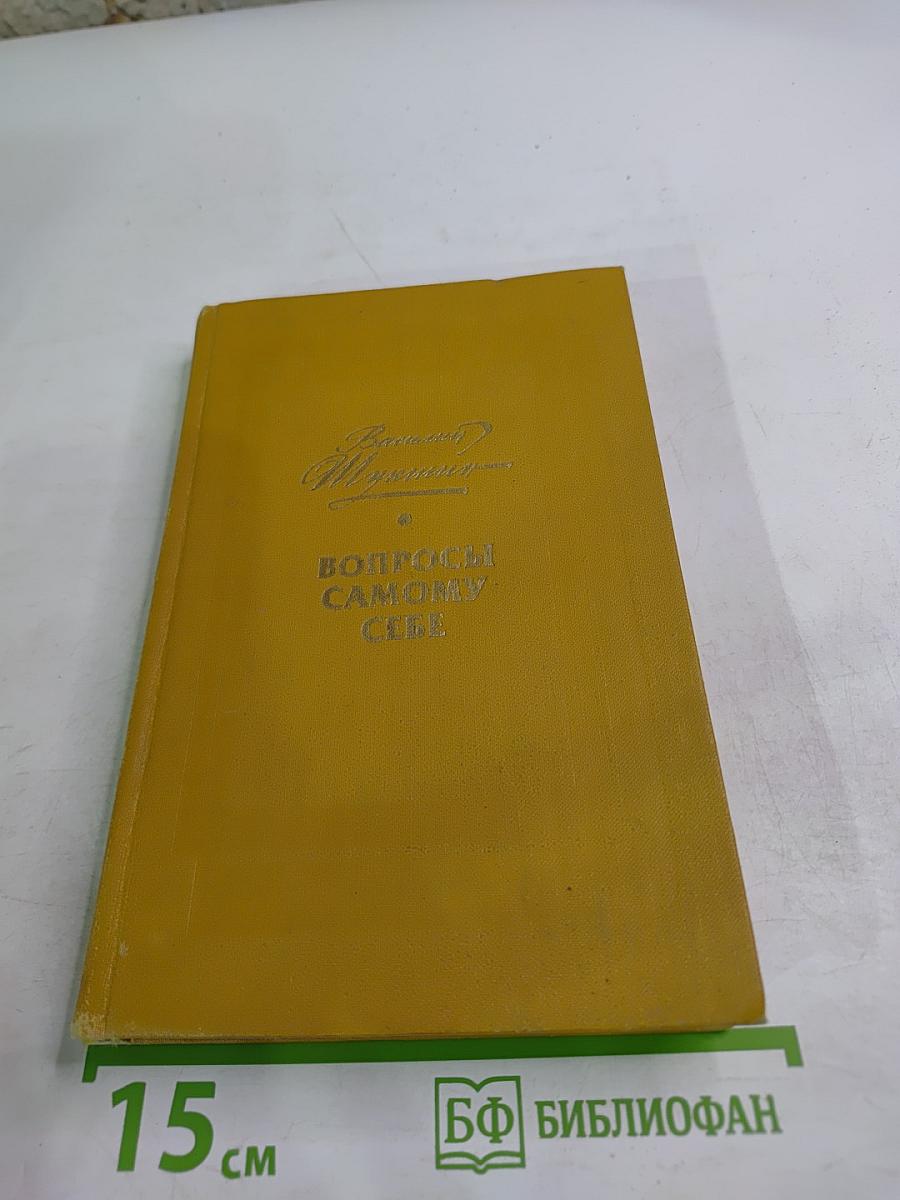 Василий
Шукшин
ВОПРОСЫ
САМОМУ
СЕБЕ
15 см
БФ БИБЛИОФАН